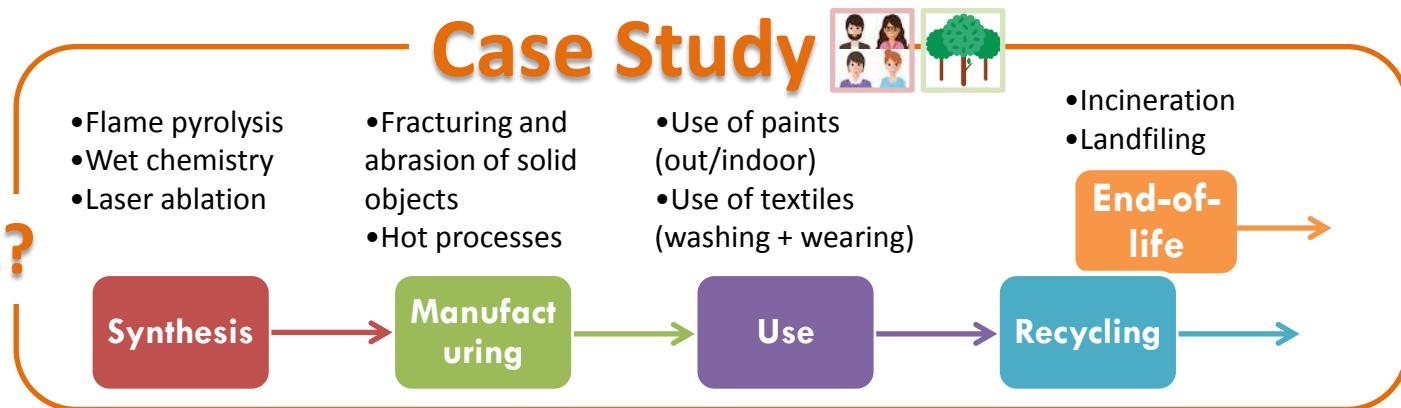 Case Study
•Flame pyrolysis
•Wet chemistry
•Laser ablation
•Fracturing and
abrasion of solid
objects
•Hot processes
•Use of paints
(out/indoor)
•Use of textiles
(washing + wearing)
•Incineration
•Landfiling
?
End-of-
life
Synthesis
Manufact
uring
Use
Recycling